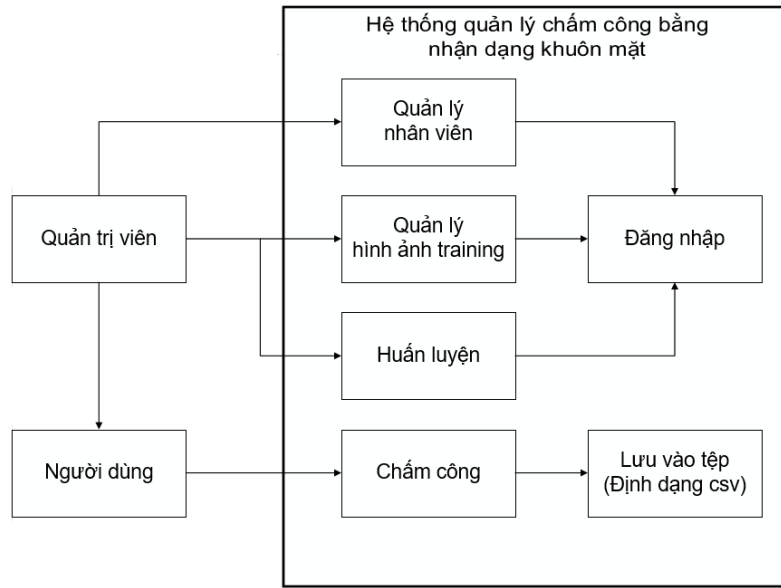 Hệ thống quản lý chấm công bằng
nhận dạng khuôn mặt
Quản lý
nhân viên
Quản trị viên
Quản lý
hình ảnh training
Đăng nhập
Huấn luyện
Người dùng
Chấm công
Lưu vào tệp
(Định dạng csv)